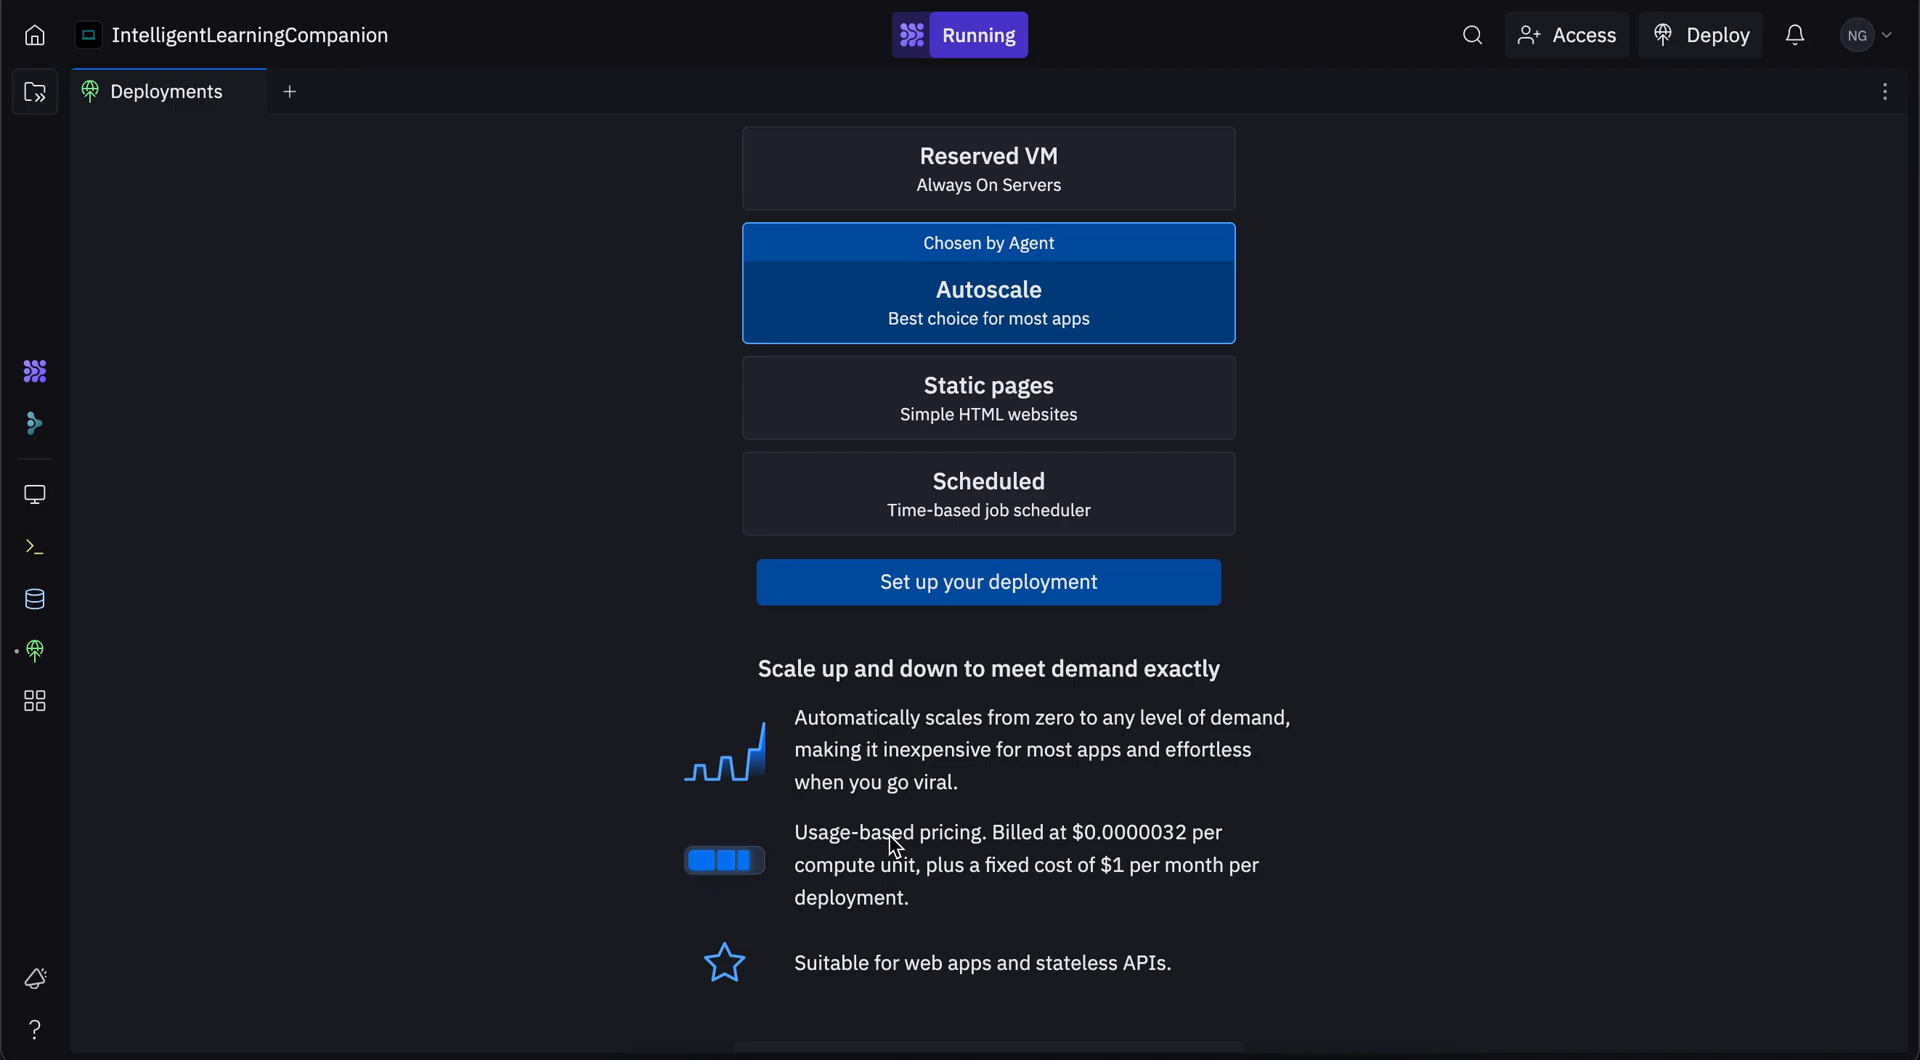 IntelligentLearningCompanion
Running
Access
Deploy
NG
Deployments
Reserved VM
Always On Servers
Chosen by Agent
Autoscale
Best choice for most apps
Static pages
Simple HTML websites
Scheduled
Time-based job scheduler
Set up your deployment
Scale up and down to meet demand exactly
Automatically scales from zero to any level of demand,
making it inexpensive for most apps and effortless
when you go viral.
Usage-based pricing. Billed at $0.0000032 per
compute unit, plus a fixed cost of $1 per month per
deployment.
Suitable for web apps and stateless APIs.